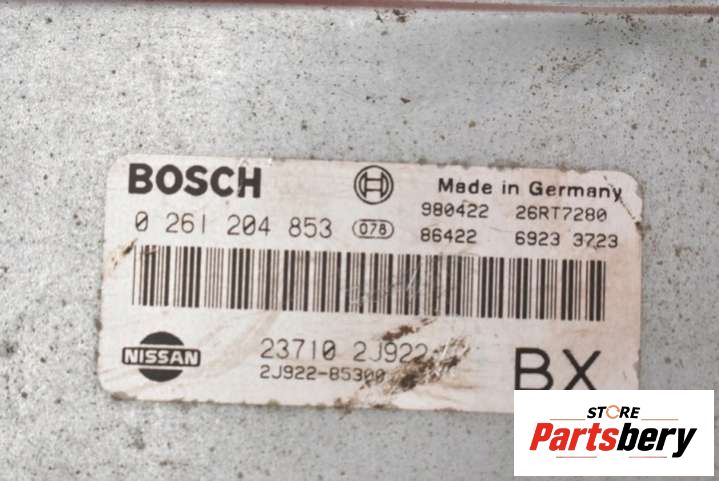 BOSCH
Made in Germany
0 261 204 853 078
980422 26RT7280
86422 6923 3723
NISSAN
23710 2J922
2J922-85300
BX
STORE
Partsbery